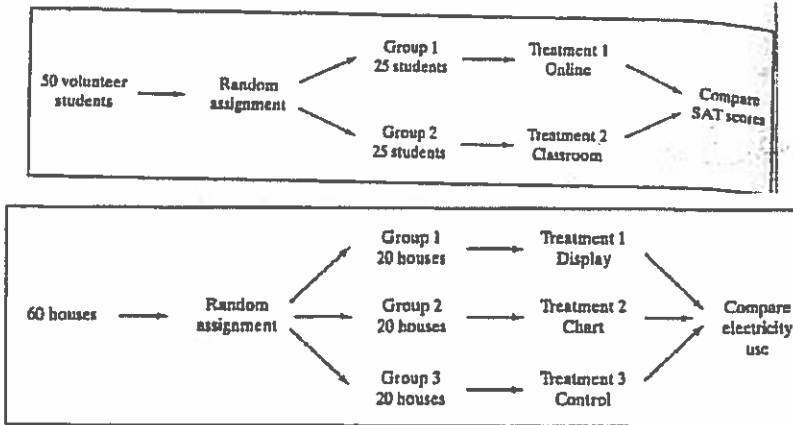 50 volunteer
students
Random
assignment
Group 1
25 students
Treatment 1
Online
Group 2
25 students
Treatment 2
Classroom
Compare
SAT scores
60 houses
Random
assignment
Group 1
20 houses
Treatment 1
Display
Group 2
20 houses
Treatment 2
Chart
Group 3
20 houses
Treatment 3
Control
Compare
electricity
use